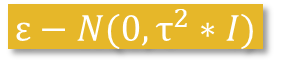 ε − N(0, τ² * I)